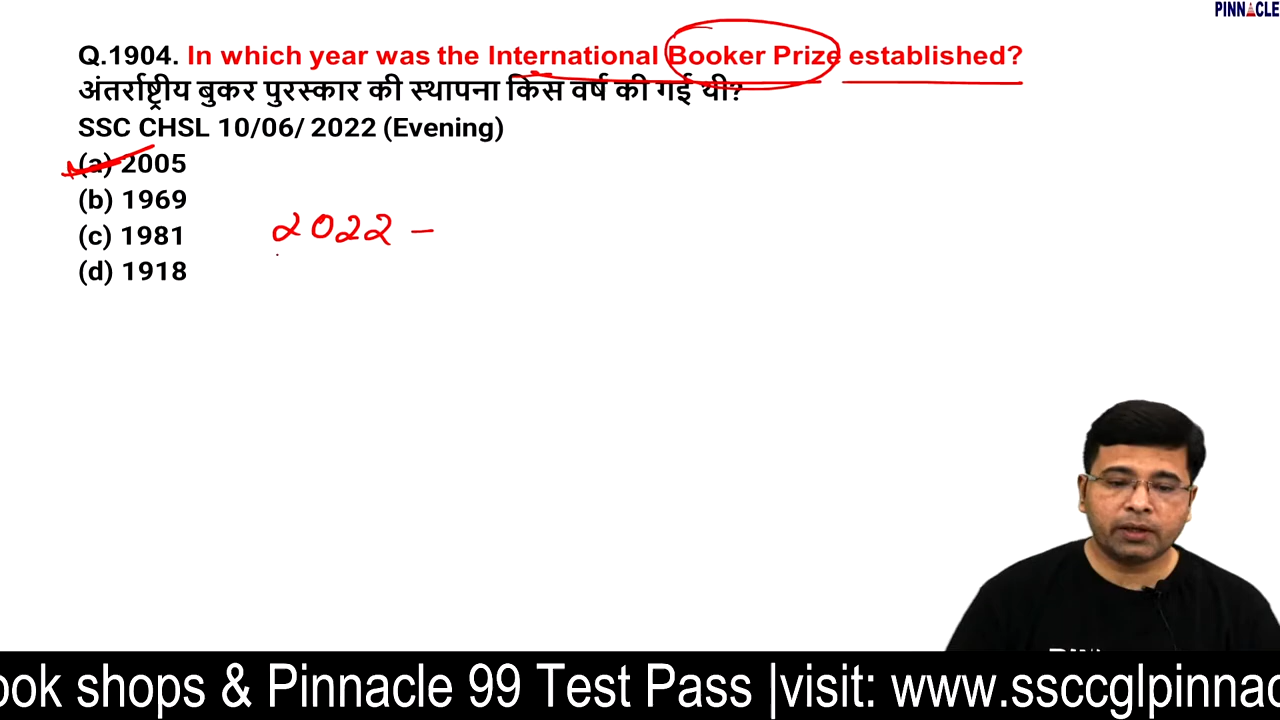 PINNACLE
Q.1904. In which year was the International Booker Prize established?
अंतर्राष्ट्रीय बुकर पुरस्कार की स्थापना किस वर्ष की गई थी?
SSC CHSL 10/06/ 2022 (Evening)
(a) 2005
(b) 1969
(c) 1981
(d) 1918
2022 -
ook shops & Pinnacle 99 Test Pass |visit: www.ssccglpinnac